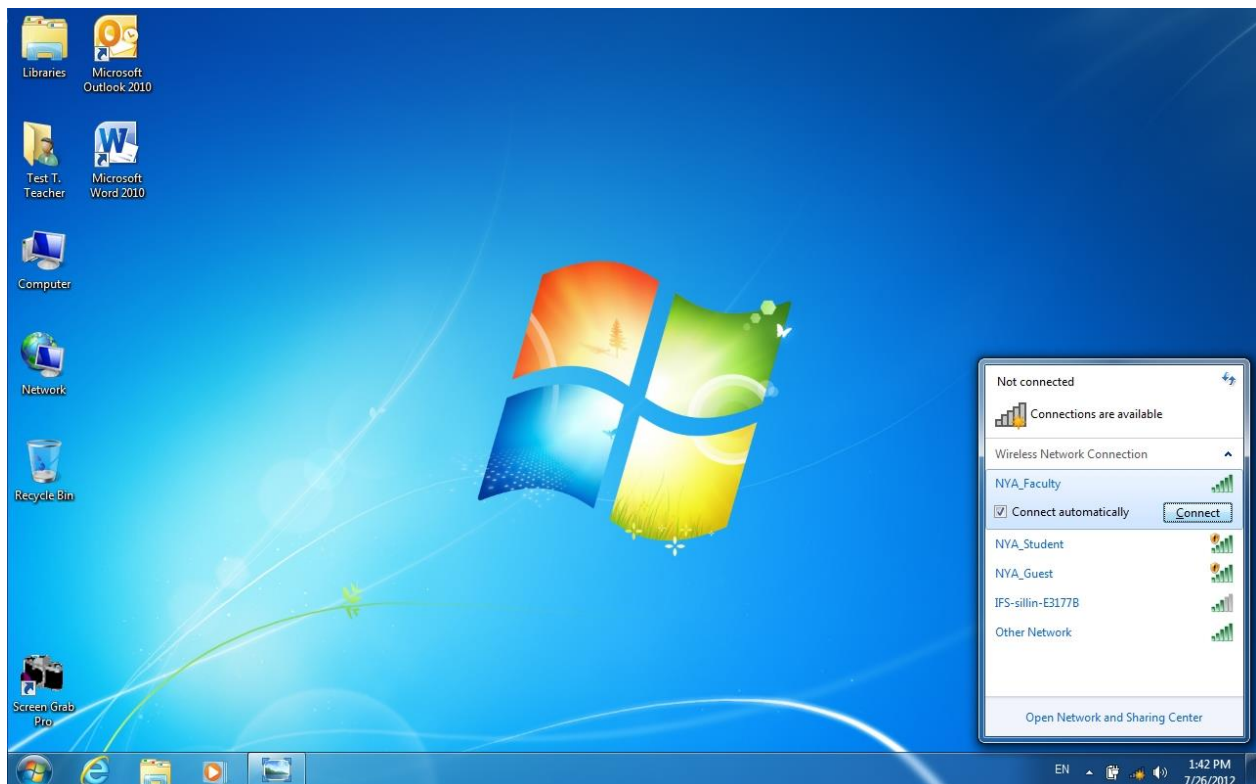 Libraries
Microsoft
Outlook 2010
Test T.
Teacher
Microsoft
Word 2010
Computer
Network
Recycle Bin
Screen Grab
Pro
Not connected
Connections are available
Wireless Network Connection
NYA_Faculty
Connect automatically
Connect
NYA_Student
NYA_Guest
IFS-sillin-E3177B
Other Network
Open Network and Sharing Center
EN
1:42 PM
7/26/2012